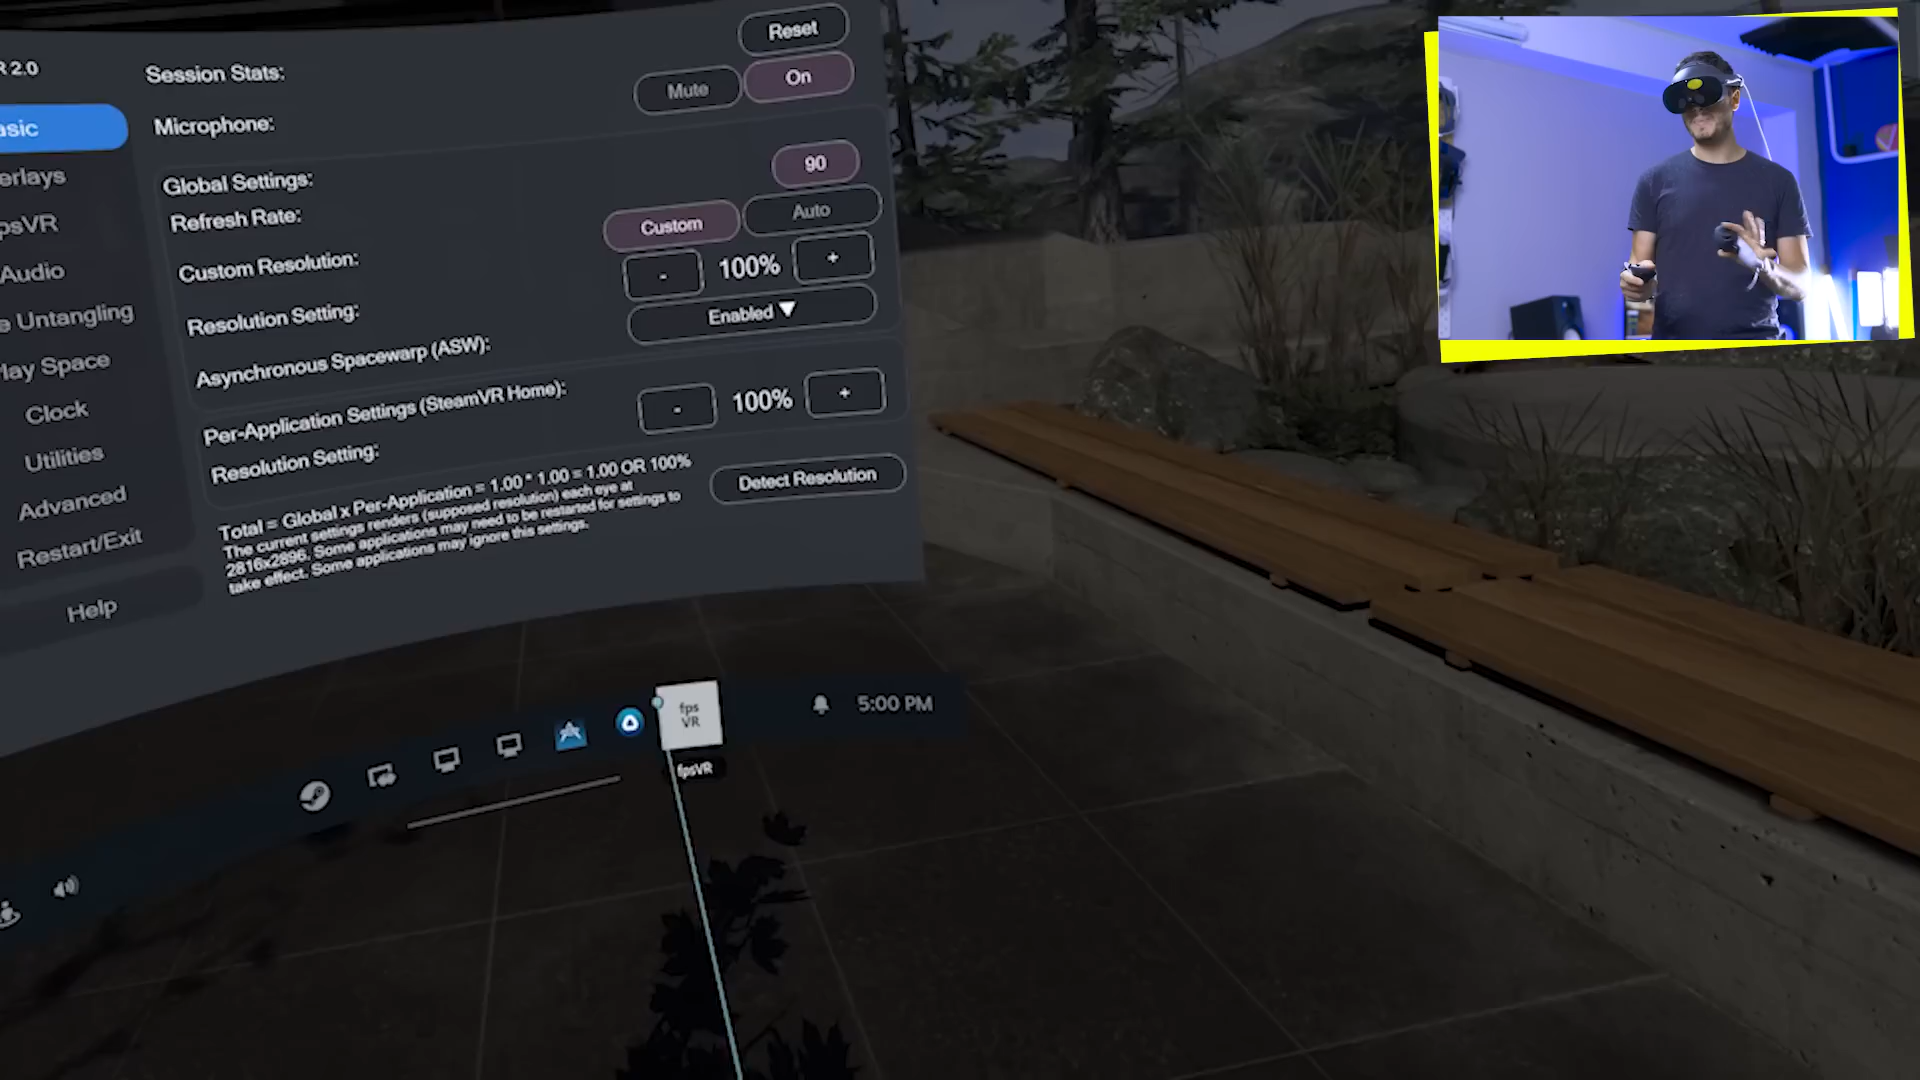 R 2.0
asic
erlays
psVR
Audio
e Untangling
lay Space
Clock
Utilities
Advanced
Restart/Exit
Help
Session Stats:
Reset
Microphone:
Mute
On
Global Settings:
Refresh Rate:
90
Custom Resolution:
Custom
Auto
Resolution Setting:
-
100%
+
Asynchronous Spacewarp (ASW):
Enabled ▼
Per-Application Settings (SteamVR Home):
Resolution Setting:
-
100%
+
Total = Global x Per-Application = 1.00 * 1.00 = 1.00 OR 100%
The current settings renders (supposed resolution) each eye at
2816x2896. Some applications may need to be restarted for settings to
take effect. Some applications may ignore this settings.
Detect Resolution
fps
VR
fpsVR
5:00 PM